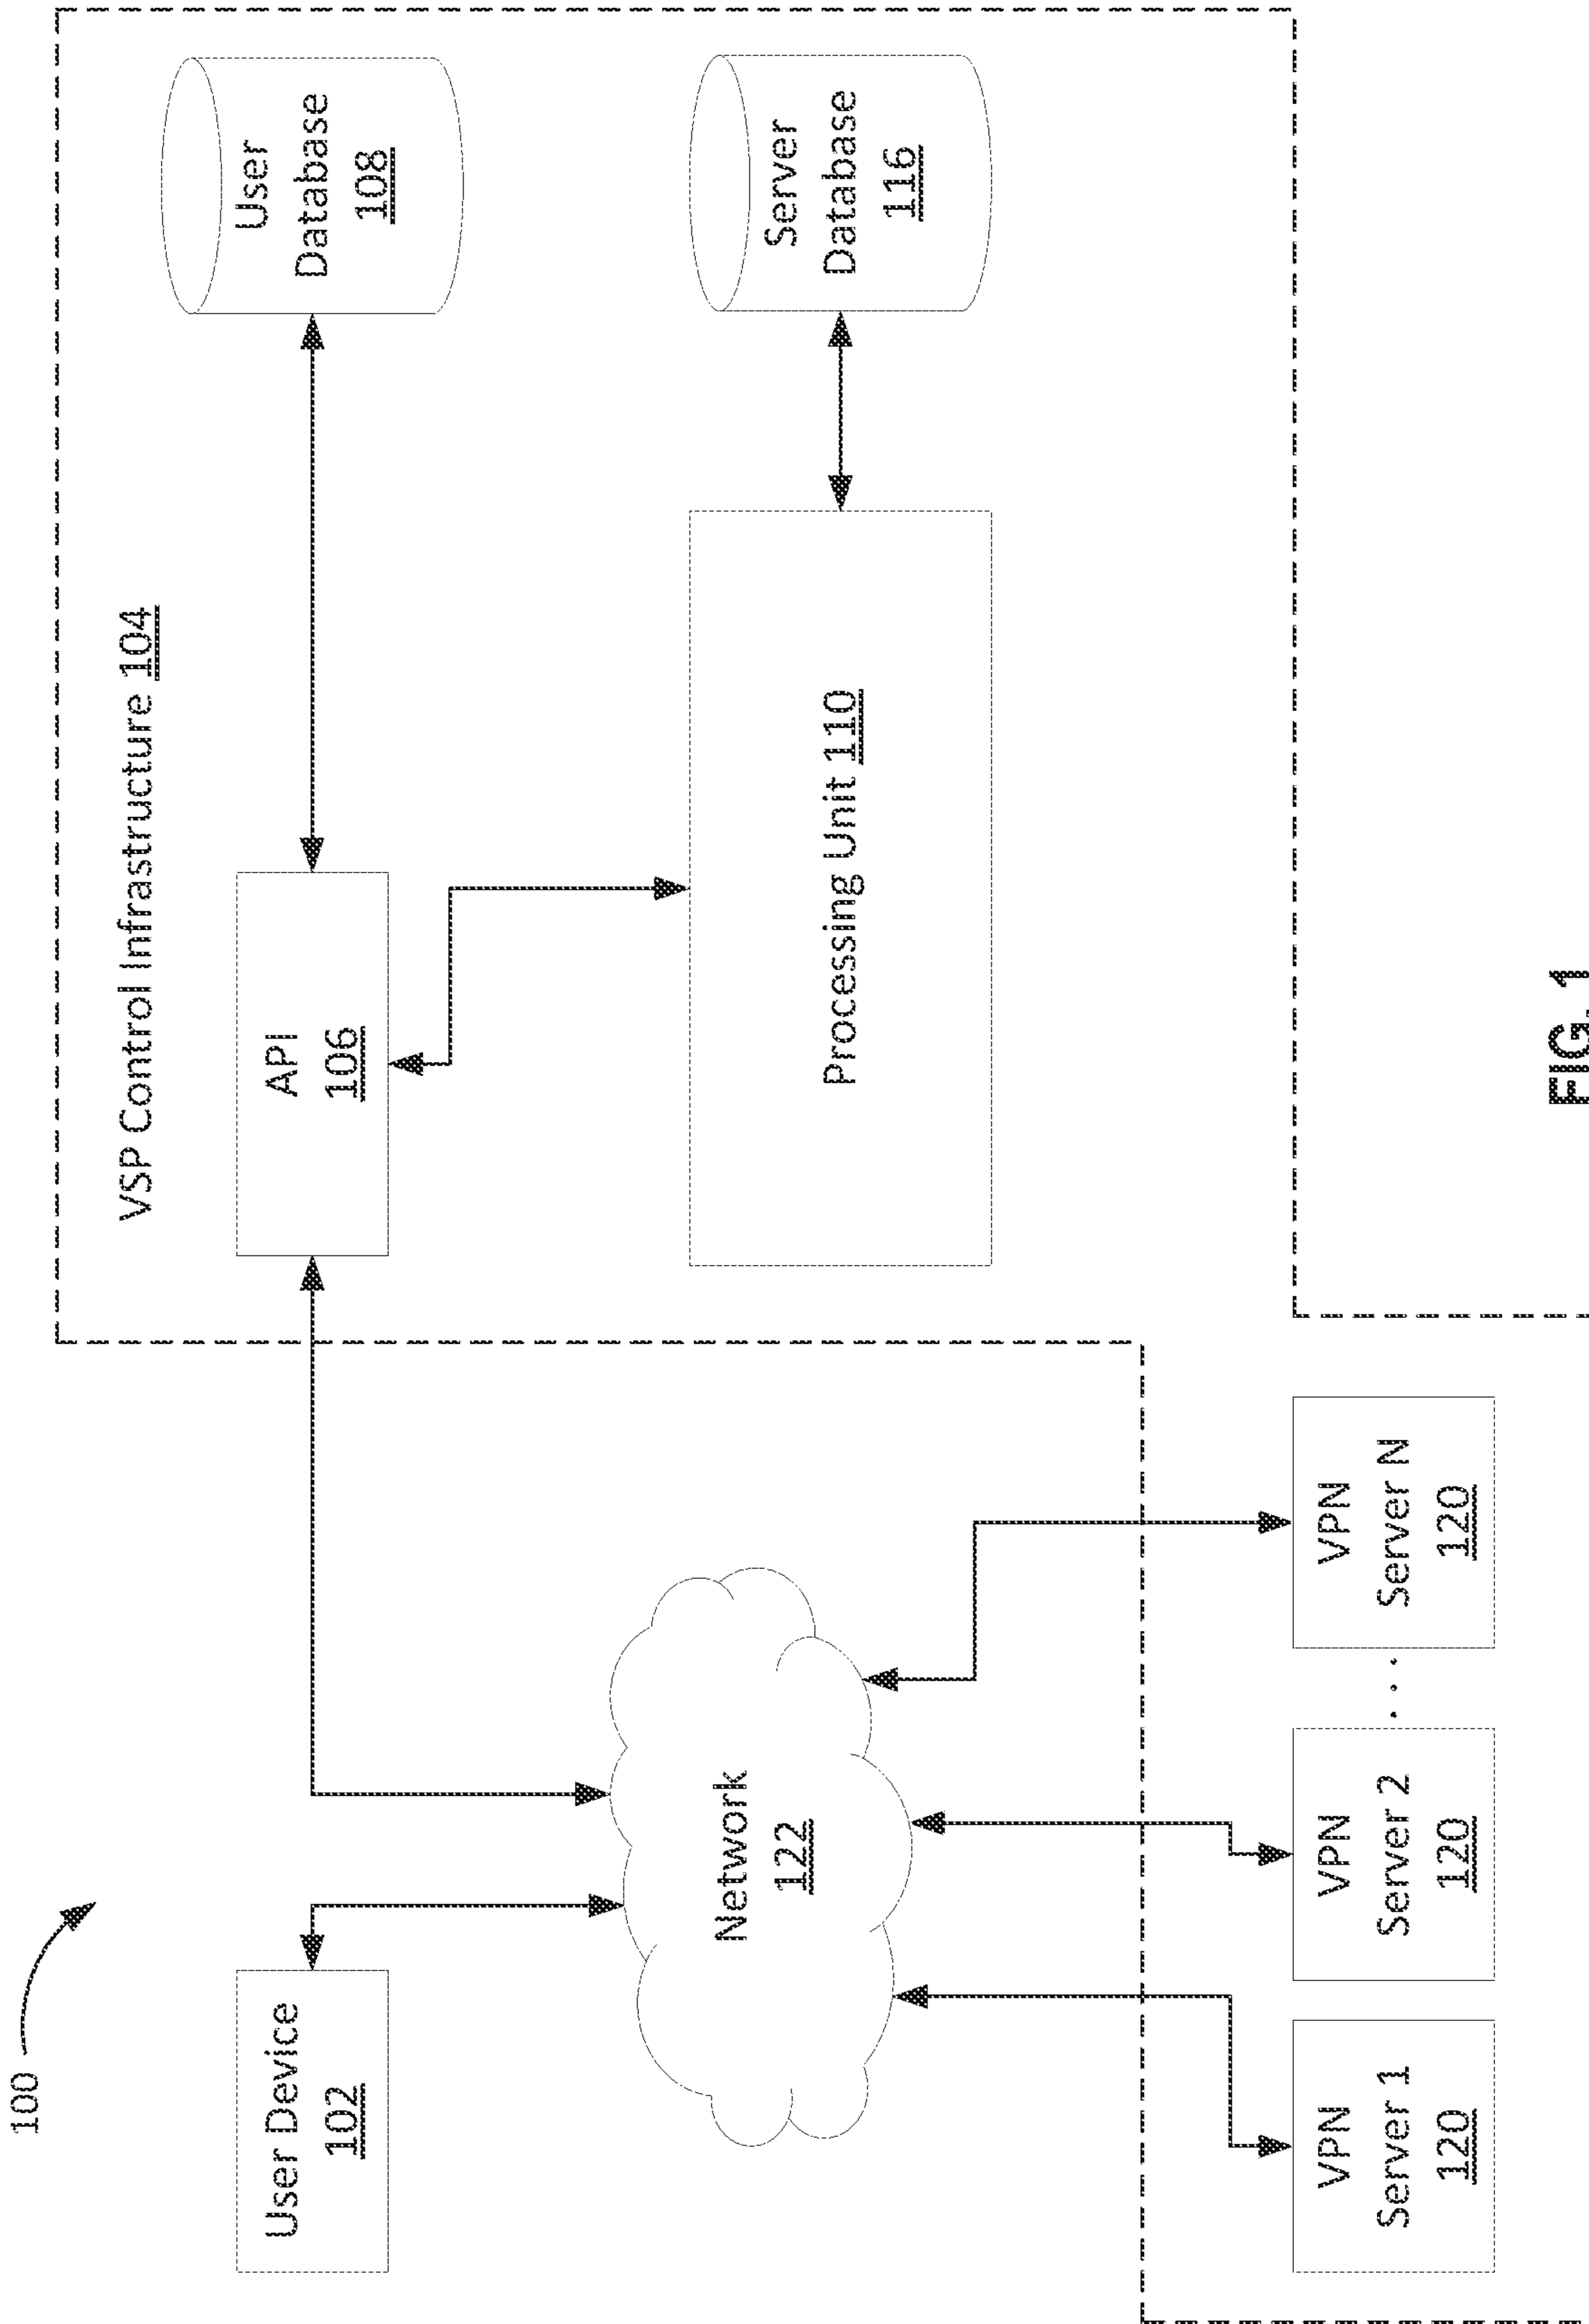 100
VSP Control Infrastructure 104
User Device
102
API
106
User
Database
108
Network
122
Processing Unit 110
Server
Database
116
VPN
Server 1
120
VPN
Server 2
120
. . .
VPN
Server N
120
FIG. 1